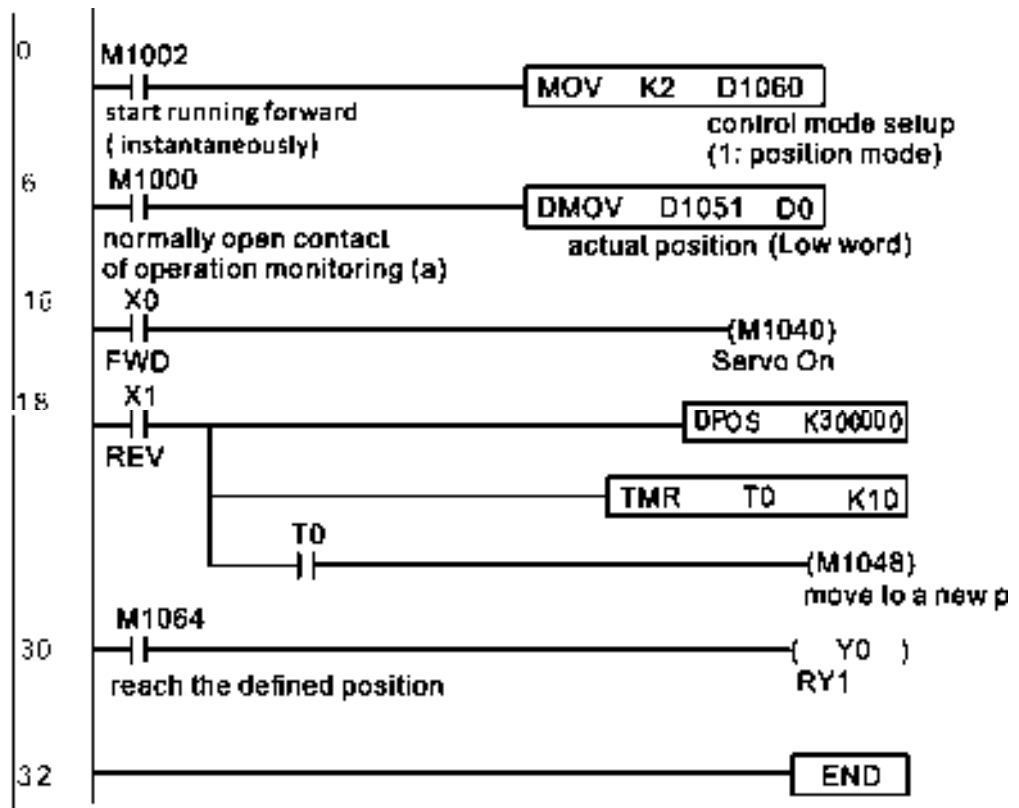 0
M1002
MOV K2 D1060
start running forward
(instantaneously)
control mode setup
(1: position mode)
6
M1000
DMOV D1051 D0
normally open contact
of operation monitoring (a)
actual position (Low word)
16
X0
(M1040)
FWD
Servo On
18
X1
DPOS K300000
REV
TMR T0 K10
T0
(M1048)
move to a new p
M1064
30
( Y0 )
reach the defined position
RY1
32
END